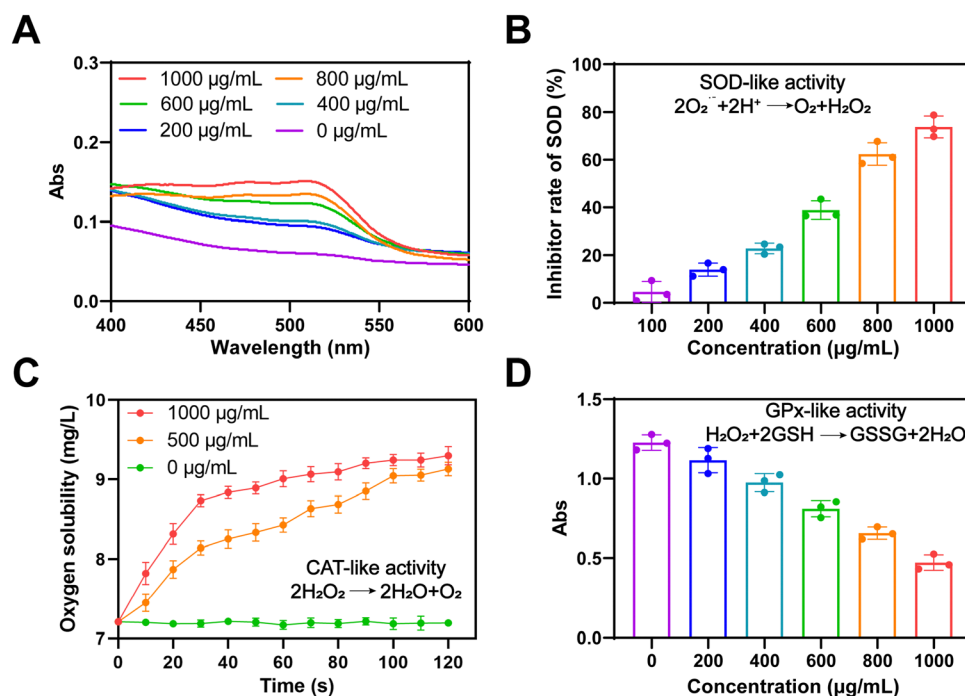 A
0.3
0.2
0.1
0.0
Abs
1000 µg/mL
800 µg/mL
600 µg/mL
400 µg/mL
200 µg/mL
0 µg/mL
400
450
500
550
600
Wavelength (nm)
B
100
80
60
40
20
0
Inhibitor rate of SOD (%)
SOD-like activity
2O₂˙⁻+2H⁺ → O₂+H₂O₂
100
200
400
600
800
1000
Concentration (µg/mL)
C
10
9
8
7
Oxygen solubility (mg/L)
1000 µg/mL
500 µg/mL
0 µg/mL
CAT-like activity
2H₂O₂ → 2H₂O+O₂
0
20
40
60
80
100
120
Time (s)
D
1.5
1.0
0.5
0.0
Abs
GPx-like activity
H₂O₂+2GSH → GSSG+2H₂O
0
200
400
600
800
1000
Concentration (µg/mL)